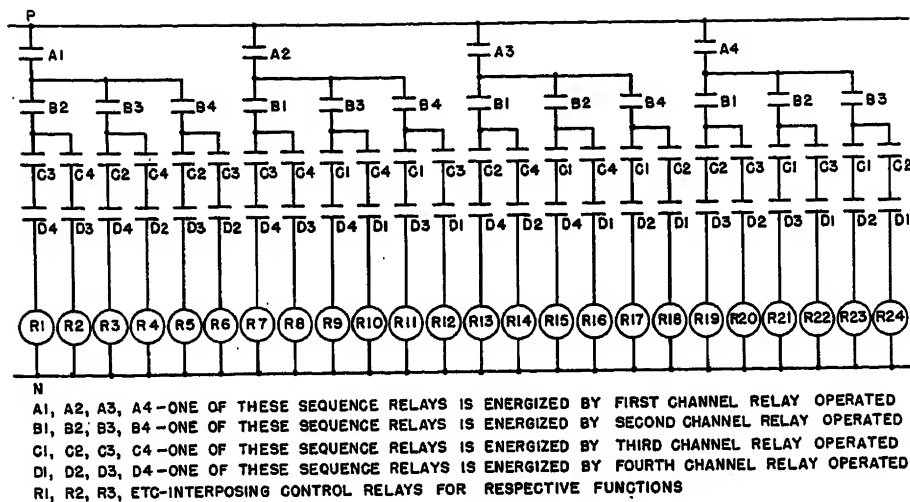 P
A1 A2 A3 A4
B2 B3 B4 B1 B3 B4 B1 B2 B4 B1 B2 B3
C3 C4 C2 C4 C2 C3 C3 C4 C1 C4 C1 C3 C2 C4 C1 C4 C1 C2 C2 C3 C1 C3 C1 C2
D4 D3 D4 D2 D3 D2 D4 D3 D4 D1 D3 D1 D4 D2 D4 D1 D2 D1 D3 D2 D3 D1 D2 D1
R1 R2 R3 R4 R5 R6 R7 R8 R9 R10 R11 R12 R13 R14 R15 R16 R17 R18 R19 R20 R21 R22 R23 R24
N
A1, A2, A3, A4-ONE OF THESE SEQUENCE RELAYS IS ENERGIZED BY FIRST CHANNEL RELAY OPERATED
B1, B2, B3, B4-ONE OF THESE SEQUENCE RELAYS IS ENERGIZED BY SECOND CHANNEL RELAY OPERATED
C1, C2, C3, C4-ONE OF THESE SEQUENCE RELAYS IS ENERGIZED BY THIRD CHANNEL RELAY OPERATED
D1, D2, D3, D4-ONE OF THESE SEQUENCE RELAYS IS ENERGIZED BY FOURTH CHANNEL RELAY OPERATED
R1, R2, R3, ETC-INTERPOSING CONTROL RELAYS FOR RESPECTIVE FUNCTIONS